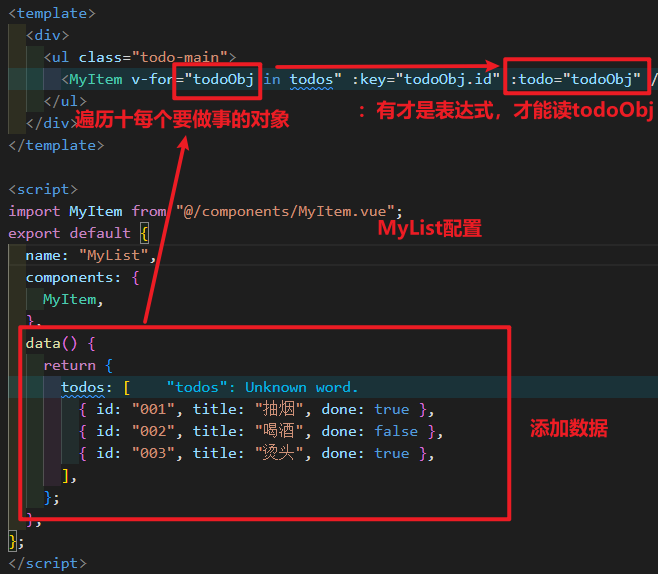 <template>
<div>
<ul class="todo-main">
<MyItem v-for="todoObj in todos" :key="todoObj.id" :todo="todoObj" /
</ul>
：有才是表达式，才能读todoObj
</div>
遍历十每个要做事的对象
</template>
<script>
import MyItem from "@/components/MyItem.vue";
export default {
MyList配置
name: "MyList",
components: {
MyItem,
},
data() {
return {
todos: [ "todos": Unknown word.
{ id: "001", title: "抽烟", done: true },
{ id: "002", title: "喝酒", done: false },
添加数据
{ id: "003", title: "烫头", done: true },
],
};
},
};
</script>